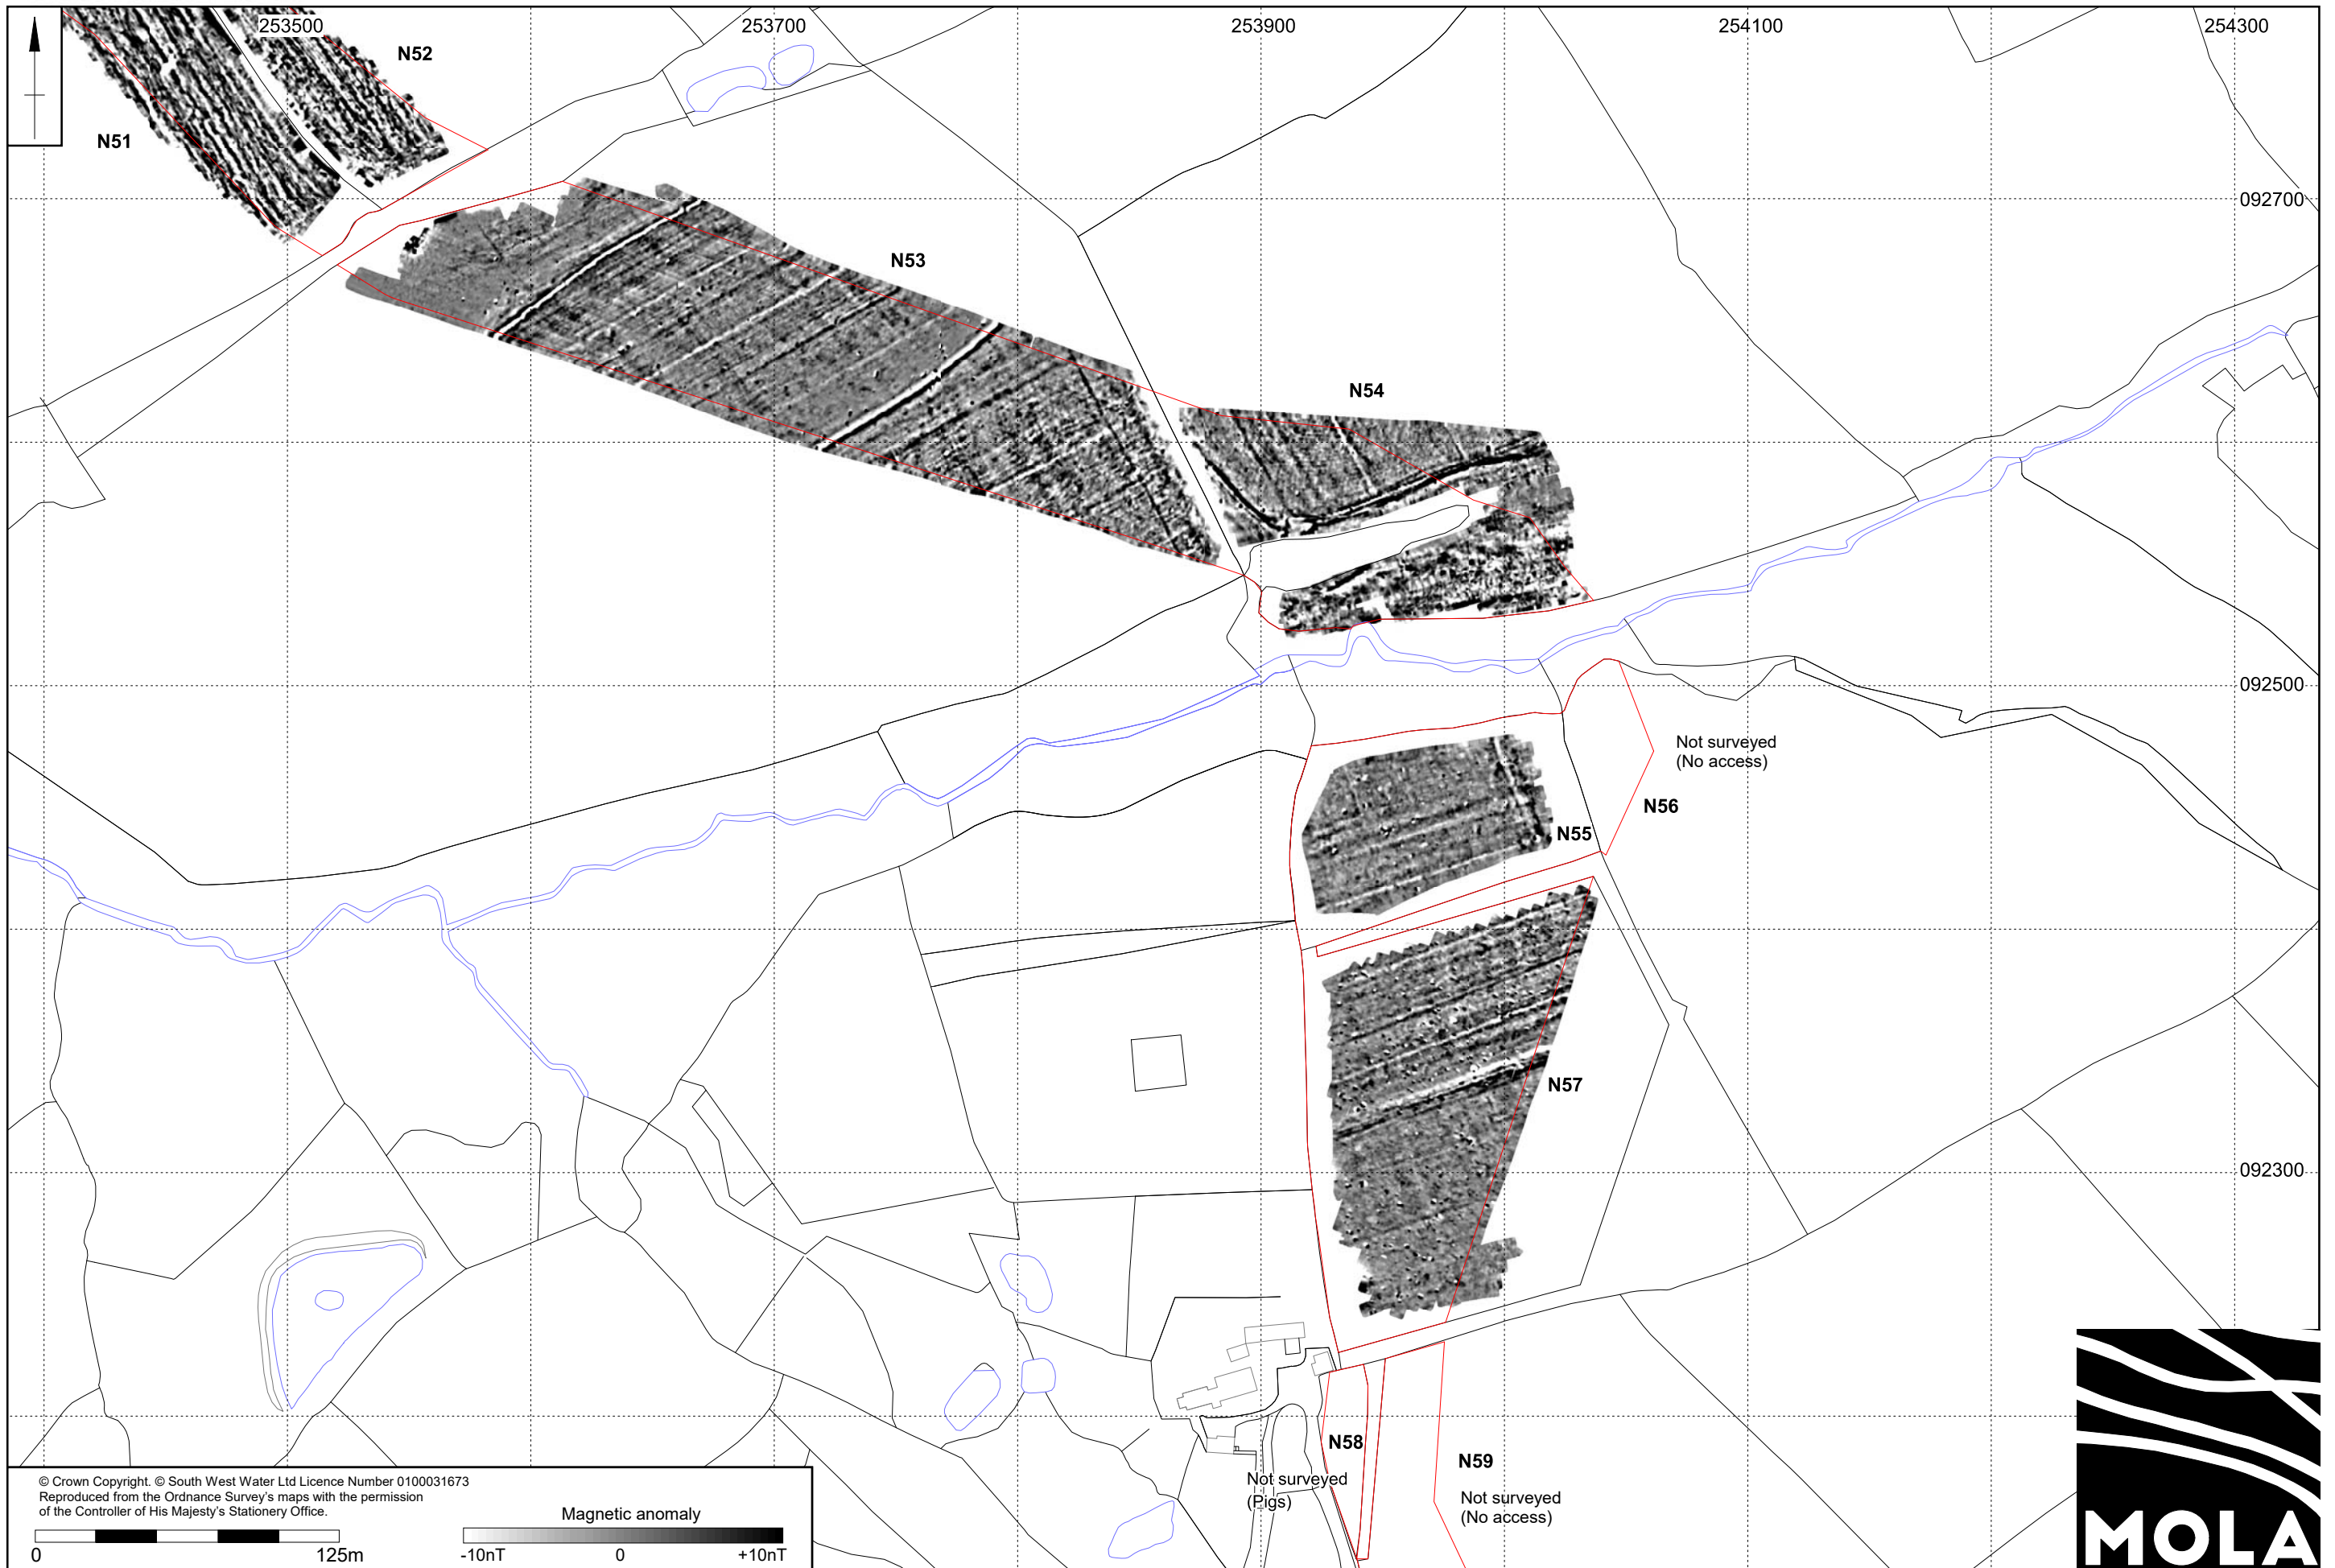 253500
253700
253900
254100
254300
N52
N51
092700
N53
N54
092500
Not surveyed
(No access)
N56
N55
N57
092300
N58
N59
Not surveyed
(Pigs)
Not surveyed
(No access)
© Crown Copyright. © South West Water Ltd Licence Number 0100031673
Reproduced from the Ordnance Survey's maps with the permission
of the Controller of His Majesty's Stationery Office.
0 125m
Magnetic anomaly
-10nT 0 +10nT
MOLA